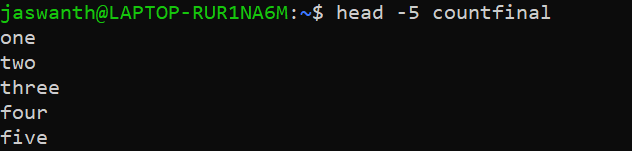 jaswanth@LAPTOP-RUR1NA6M:~$ head -5 countfinal
one
two
three
four
five